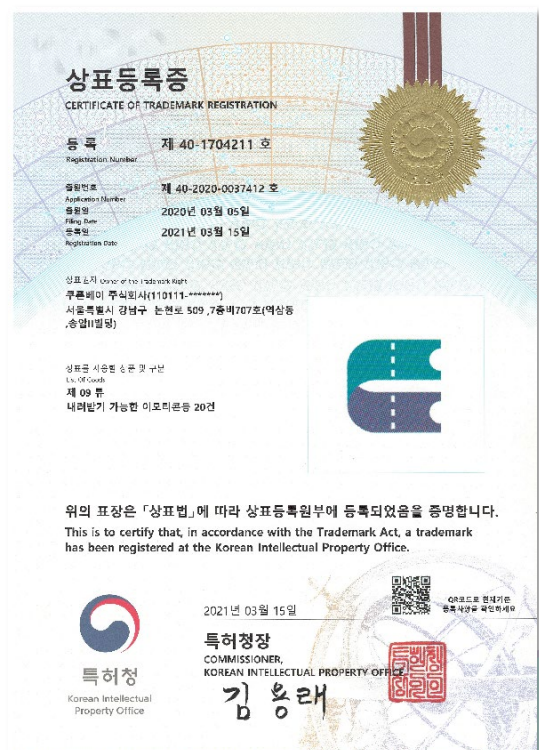 상표등록증
CERTIFICATE OF TRADEMARK REGISTRATION
등록 제 40-1704211 호
Registration Number
출원번호 제 40-2020-0037412 호
Application Number
출원일 2020년 03월 05일
Filing Date
등록일 2021년 03월 15일
Registration Date
상표권자 Owner of the Trademark Right
쿠폰베이 주식회사(110111-*******)
서울특별시 강남구 논현로 509 ,7층비707호(역삼동
,송암II빌딩)
상표를 사용할 상품 및 구분
List Of Goods
제 09 류
내려받기 가능한 이모티콘등 20건
위의 표장은 「상표법」에 따라 상표등록원부에 등록되었음을 증명합니다.
This is to certify that, in accordance with the Trademark Act, a trademark
has been registered at the Korean Intellectual Property Office.
2021년 03월 15일
QR코드로 현재기준
등록사항을 확인하세요
특허청장
COMMISSIONER,
KOREAN INTELLECTUAL PROPERTY OFFICE
김용래
특허청
Korean Intellectual
Property Office